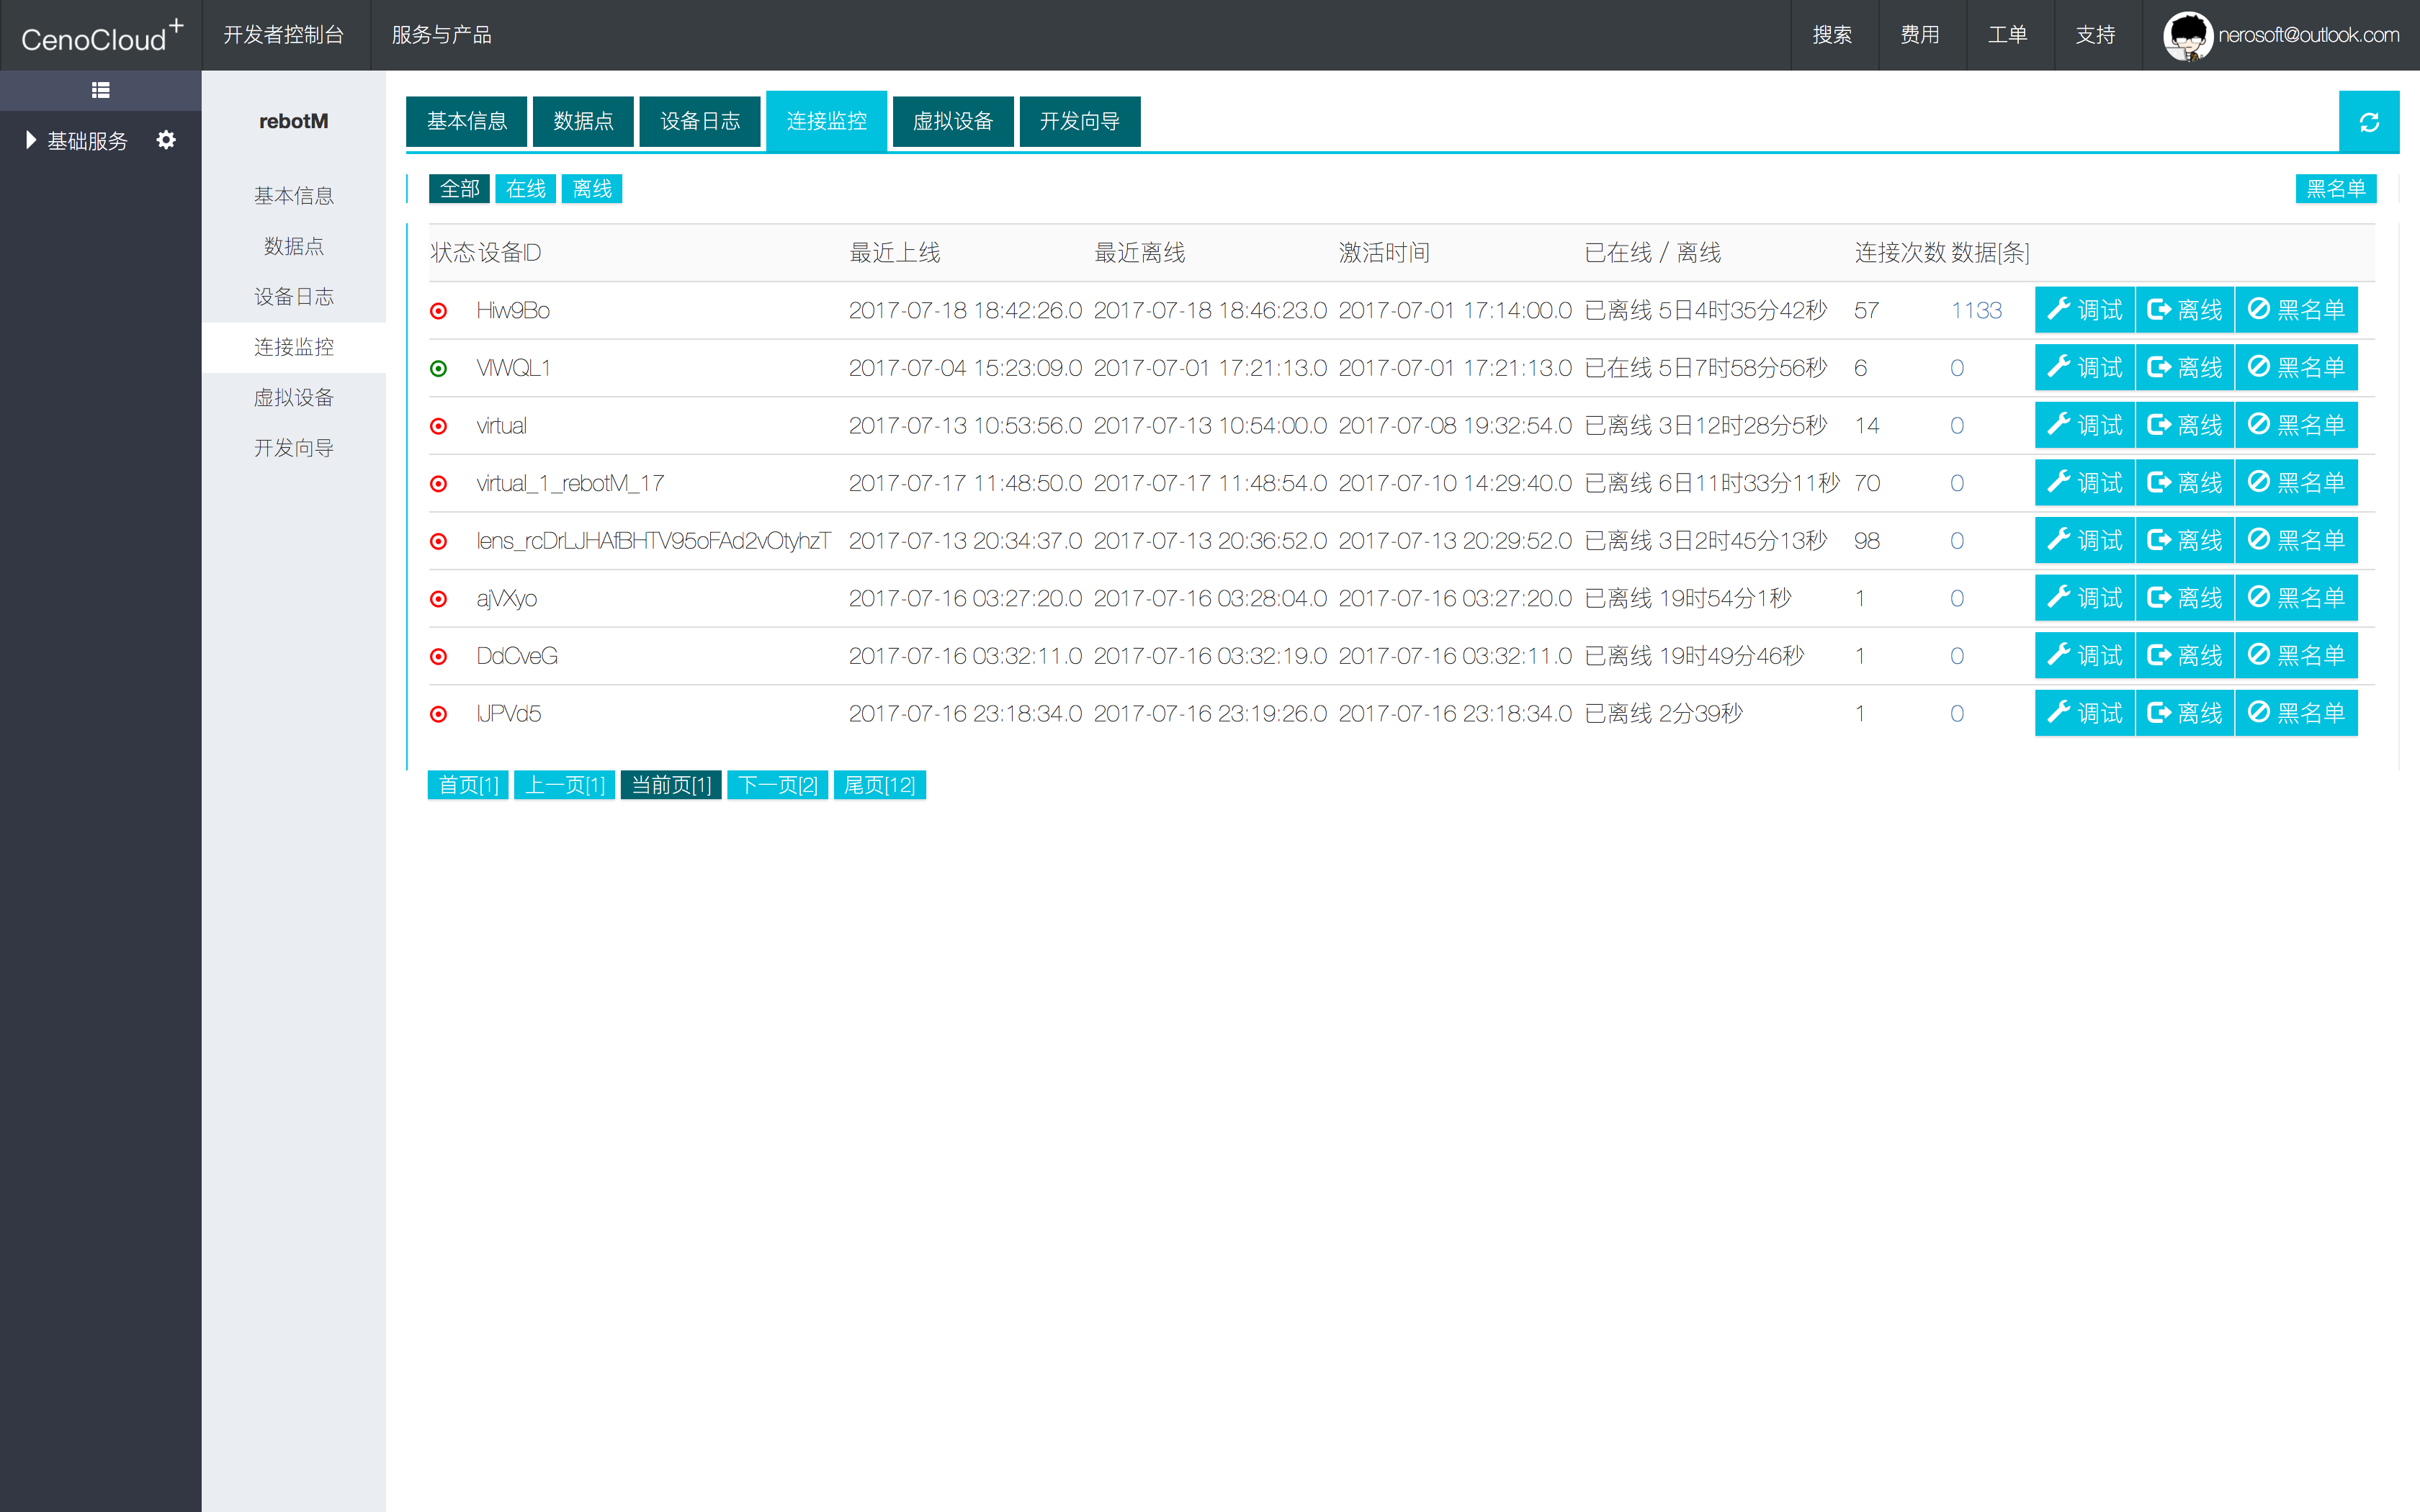 CenoCloud+ 开发者控制台 服务与产品 搜索 费用 工单 支持 nerosoft@outlook.com
基础服务
rebotM
基本信息
数据点
设备日志
连接监控
虚拟设备
开发向导
基本信息 数据点 设备日志 连接监控 虚拟设备 开发向导
全部 在线 离线 黑名单
状态 设备ID 最近上线 最近离线 激活时间 已在线 / 离线 连接次数 数据[条]
Hiw9Bo 2017-07-18 18:42:26.0 2017-07-18 18:46:23.0 2017-07-01 17:14:00.0 已离线 5日4时35分42秒 57 1133 调试 离线 黑名单
VlWQL1 2017-07-04 15:23:09.0 2017-07-01 17:21:13.0 2017-07-01 17:21:13.0 已在线 5日7时58分56秒 6 0 调试 离线 黑名单
virtual 2017-07-13 10:53:56.0 2017-07-13 10:54:00.0 2017-07-08 19:32:54.0 已离线 3日12时28分5秒 14 0 调试 离线 黑名单
virtual_1_rebotM_17 2017-07-17 11:48:50.0 2017-07-17 11:48:54.0 2017-07-10 14:29:40.0 已离线 6日11时33分11秒 70 0 调试 离线 黑名单
lens_rcDrLJHAfBHTV95oFAd2vOtyhzT 2017-07-13 20:34:37.0 2017-07-13 20:36:52.0 2017-07-13 20:29:52.0 已离线 3日2时45分13秒 98 0 调试 离线 黑名单
ajVXyo 2017-07-16 03:27:20.0 2017-07-16 03:28:04.0 2017-07-16 03:27:20.0 已离线 19时54分1秒 1 0 调试 离线 黑名单
DdCveG 2017-07-16 03:32:11.0 2017-07-16 03:32:19.0 2017-07-16 03:32:11.0 已离线 19时49分46秒 1 0 调试 离线 黑名单
lJPVd5 2017-07-16 23:18:34.0 2017-07-16 23:19:26.0 2017-07-16 23:18:34.0 已离线 2分39秒 1 0 调试 离线 黑名单
首页[1] 上一页[1] 当前页[1] 下一页[2] 尾页[12]